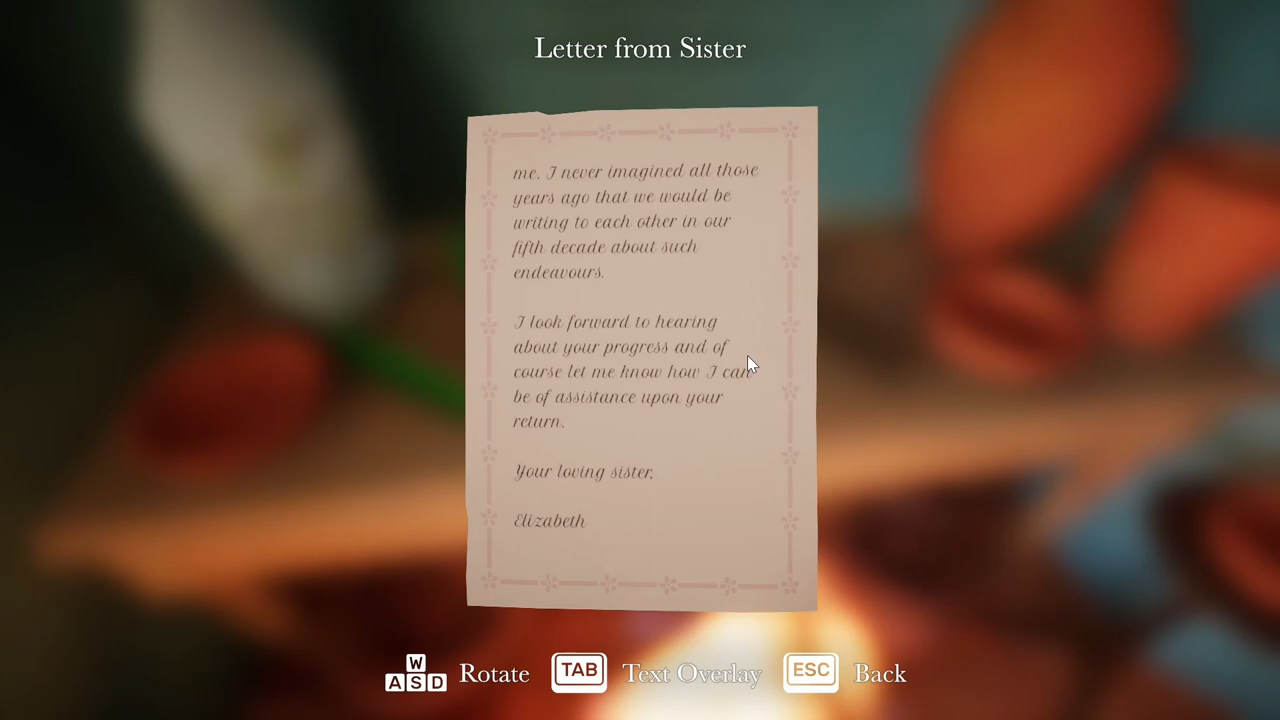 Letter from Sister
me. I never imagined all those
years ago that we would be
writing to each other in our
fifth decade about such
endeavours.
I look forward to hearing
about your progress and of
course let me know how I can
be of assistance upon your
return.
Your loving sister,
Elizabeth
W
A S D Rotate TAB Text Overlay ESC Back